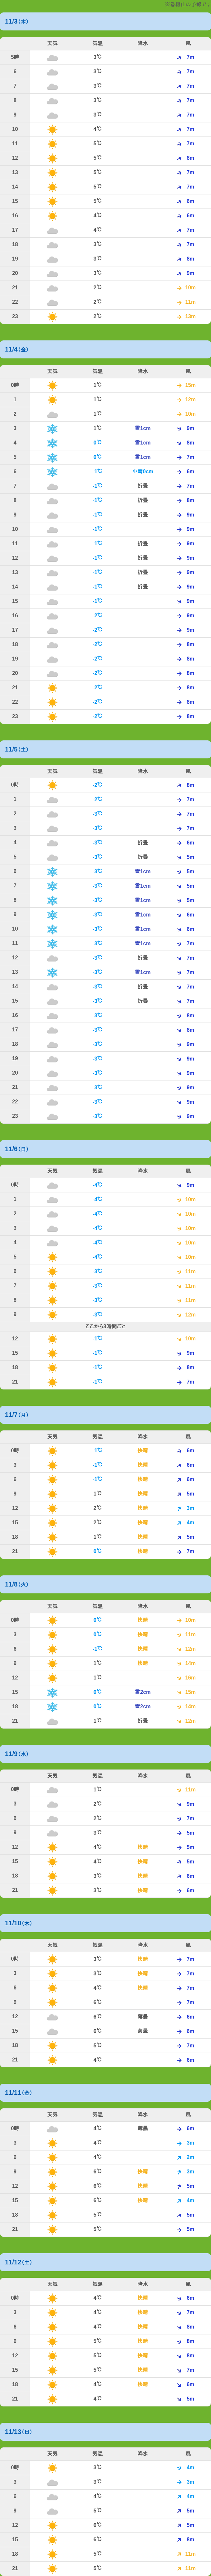 11/3(木)
天気 気温 降水 風
5時 3℃ 7m
6 3℃ 7m
7 3℃ 7m
8 3℃ 7m
9 3℃ 7m
10 4℃ 7m
11 5℃ 7m
12 5℃ 8m
13 5℃ 7m
14 5℃ 7m
15 5℃ 6m
16 4℃ 6m
17 4℃ 7m
18 3℃ 7m
19 3℃ 8m
20 3℃ 9m
21 2℃ 10m
22 2℃ 11m
23 2℃ 13m
11/4(金)
天気 気温 降水 風
0時 1℃ 15m
1 1℃ 12m
2 1℃ 10m
3 1℃ 雪1cm 9m
4 0℃ 雪1cm 8m
5 0℃ 雪1cm 7m
6 -1℃ 小雪0cm 6m
7 -1℃ 折曇 7m
8 -1℃ 折曇 8m
9 -1℃ 折曇 8m
10 -1℃ 9m
11 -1℃ 折曇 9m
12 -1℃ 折曇 9m
13 -1℃ 折曇 9m
14 -1℃ 折曇 9m
15 -1℃ 9m
16 -2℃ 9m
17 -2℃ 9m
18 -2℃ 8m
19 -2℃ 8m
20 -2℃ 8m
21 -2℃ 8m
22 -2℃ 8m
23 -2℃ 8m
11/5(土)
天気 気温 降水 風
0時 -2℃ 8m
1 -2℃ 7m
2 -3℃ 7m
3 -3℃ 7m
4 -3℃ 折曇 6m
5 -3℃ 折曇 5m
6 -3℃ 雪1cm 5m
7 -3℃ 雪1cm 5m
8 -3℃ 雪1cm 5m
9 -3℃ 雪1cm 6m
10 -3℃ 雪1cm 6m
11 -3℃ 雪1cm 7m
12 -3℃ 折曇 7m
13 -3℃ 雪1cm 7m
14 -3℃ 折曇 7m
15 -3℃ 折曇 7m
16 -3℃ 8m
17 -3℃ 8m
18 -3℃ 9m
19 -3℃ 9m
20 -3℃ 9m
21 -3℃ 9m
22 -3℃ 9m
23 -3℃ 9m
11/6(日)
天気 気温 降水 風
0時 -4℃ 9m
1 -4℃ 10m
2 -4℃ 10m
3 -4℃ 10m
4 -4℃ 10m
5 -4℃ 10m
6 -3℃ 11m
7 -3℃ 11m
8 -3℃ 11m
9 -3℃ 11m
ここから3時間ごと
12 -1℃ 10m
15 -1℃ 9m
18 -1℃ 8m
21 -1℃ 7m
11/7(月)
天気 気温 降水 風
0時 -1℃ 快晴 6m
3 -1℃ 快晴 6m
6 -1℃ 快晴 6m
9 1℃ 快晴 5m
12 2℃ 快晴 3m
15 2℃ 快晴 4m
18 1℃ 快晴 5m
21 0℃ 快晴 7m
11/8(火)
天気 気温 降水 風
0時 0℃ 快晴 10m
3 0℃ 快晴 11m
6 -1℃ 快晴 12m
9 1℃ 快晴 14m
12 1℃ 16m
15 0℃ 雪2cm 15m
18 0℃ 雪2cm 14m
21 1℃ 折曇 12m
11/9(水)
天気 気温 降水 風
0時 1℃ 11m
3 2℃ 9m
6 2℃ 7m
9 3℃ 5m
12 4℃ 快晴 5m
15 4℃ 快晴 5m
18 3℃ 快晴 6m
21 3℃ 快晴 6m
11/10(木)
天気 気温 降水 風
0時 3℃ 快晴 7m
3 3℃ 快晴 7m
6 4℃ 快晴 7m
9 6℃ 7m
12 6℃ 薄曇 6m
15 6℃ 薄曇 6m
18 5℃ 7m
21 4℃ 6m
11/11(金)
天気 気温 降水 風
0時 4℃ 薄曇 6m
3 4℃ 3m
6 4℃ 2m
9 6℃ 快晴 3m
12 6℃ 快晴 5m
15 6℃ 快晴 4m
18 5℃ 5m
21 5℃ 5m
11/12(土)
天気 気温 降水 風
0時 4℃ 快晴 6m
3 4℃ 快晴 7m
6 4℃ 快晴 8m
9 5℃ 快晴 8m
12 5℃ 快晴 8m
15 5℃ 快晴 7m
18 4℃ 快晴 6m
21 4℃ 5m
11/13(日)
天気 気温 降水 風
0時 3℃ 4m
3 3℃ 3m
6 4℃ 4m
9 5℃ 5m
12 6℃ 5m
15 6℃ 8m
18 5℃ 11m
21 5℃ 11m